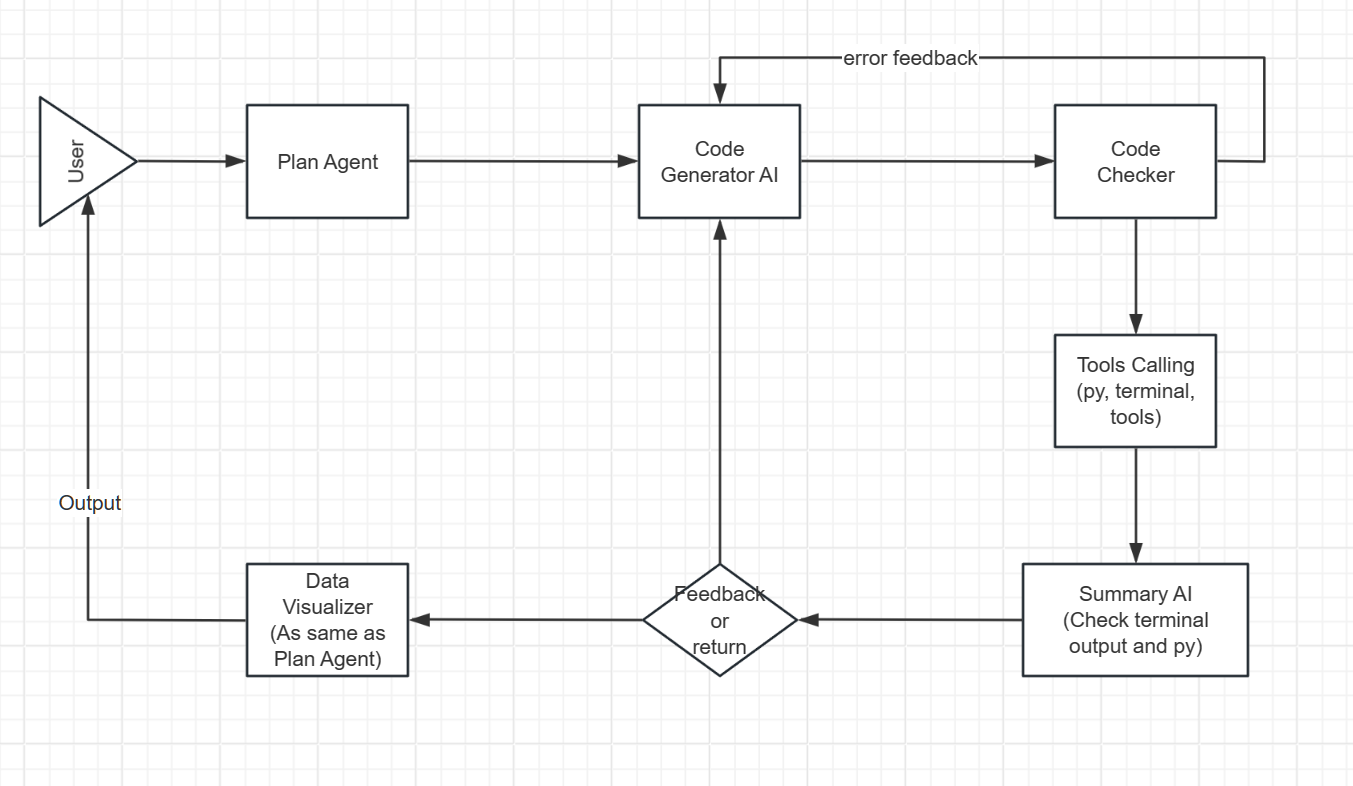 error feedback
User
Plan Agent
Code
Generator AI
Code
Checker
Tools Calling
(py, terminal,
tools)
Output
Data
Visualizer
(As same as
Plan Agent)
Feedback
or
return
Summary AI
(Check terminal
output and py)